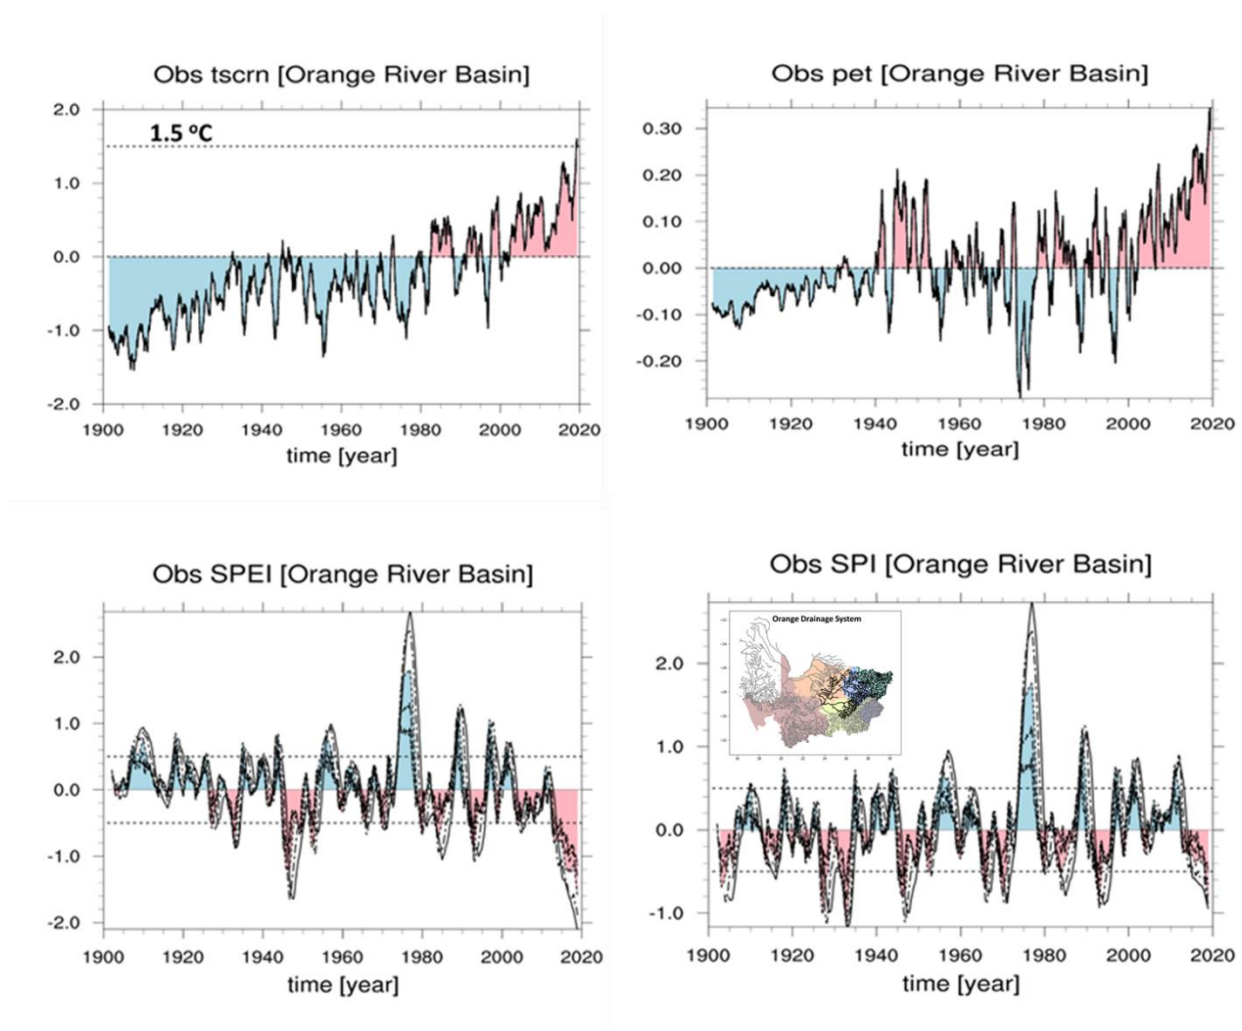 Obs tscrn [Orange River Basin]
2.0
1.5 °C
1.0
0.0
-1.0
-2.0
1900 1920 1940 1960 1980 2000 2020
time [year]
Obs pet [Orange River Basin]
0.30
0.20
0.10
0.00
-0.10
-0.20
1900 1920 1940 1960 1980 2000 2020
time [year]
Obs SPEI [Orange River Basin]
2.0
1.0
0.0
-1.0
-2.0
1900 1920 1940 1960 1980 2000 2020
time [year]
Obs SPI [Orange River Basin]
Orange Drainage System
2.0
1.0
0.0
-1.0
1900 1920 1940 1960 1980 2000 2020
time [year]